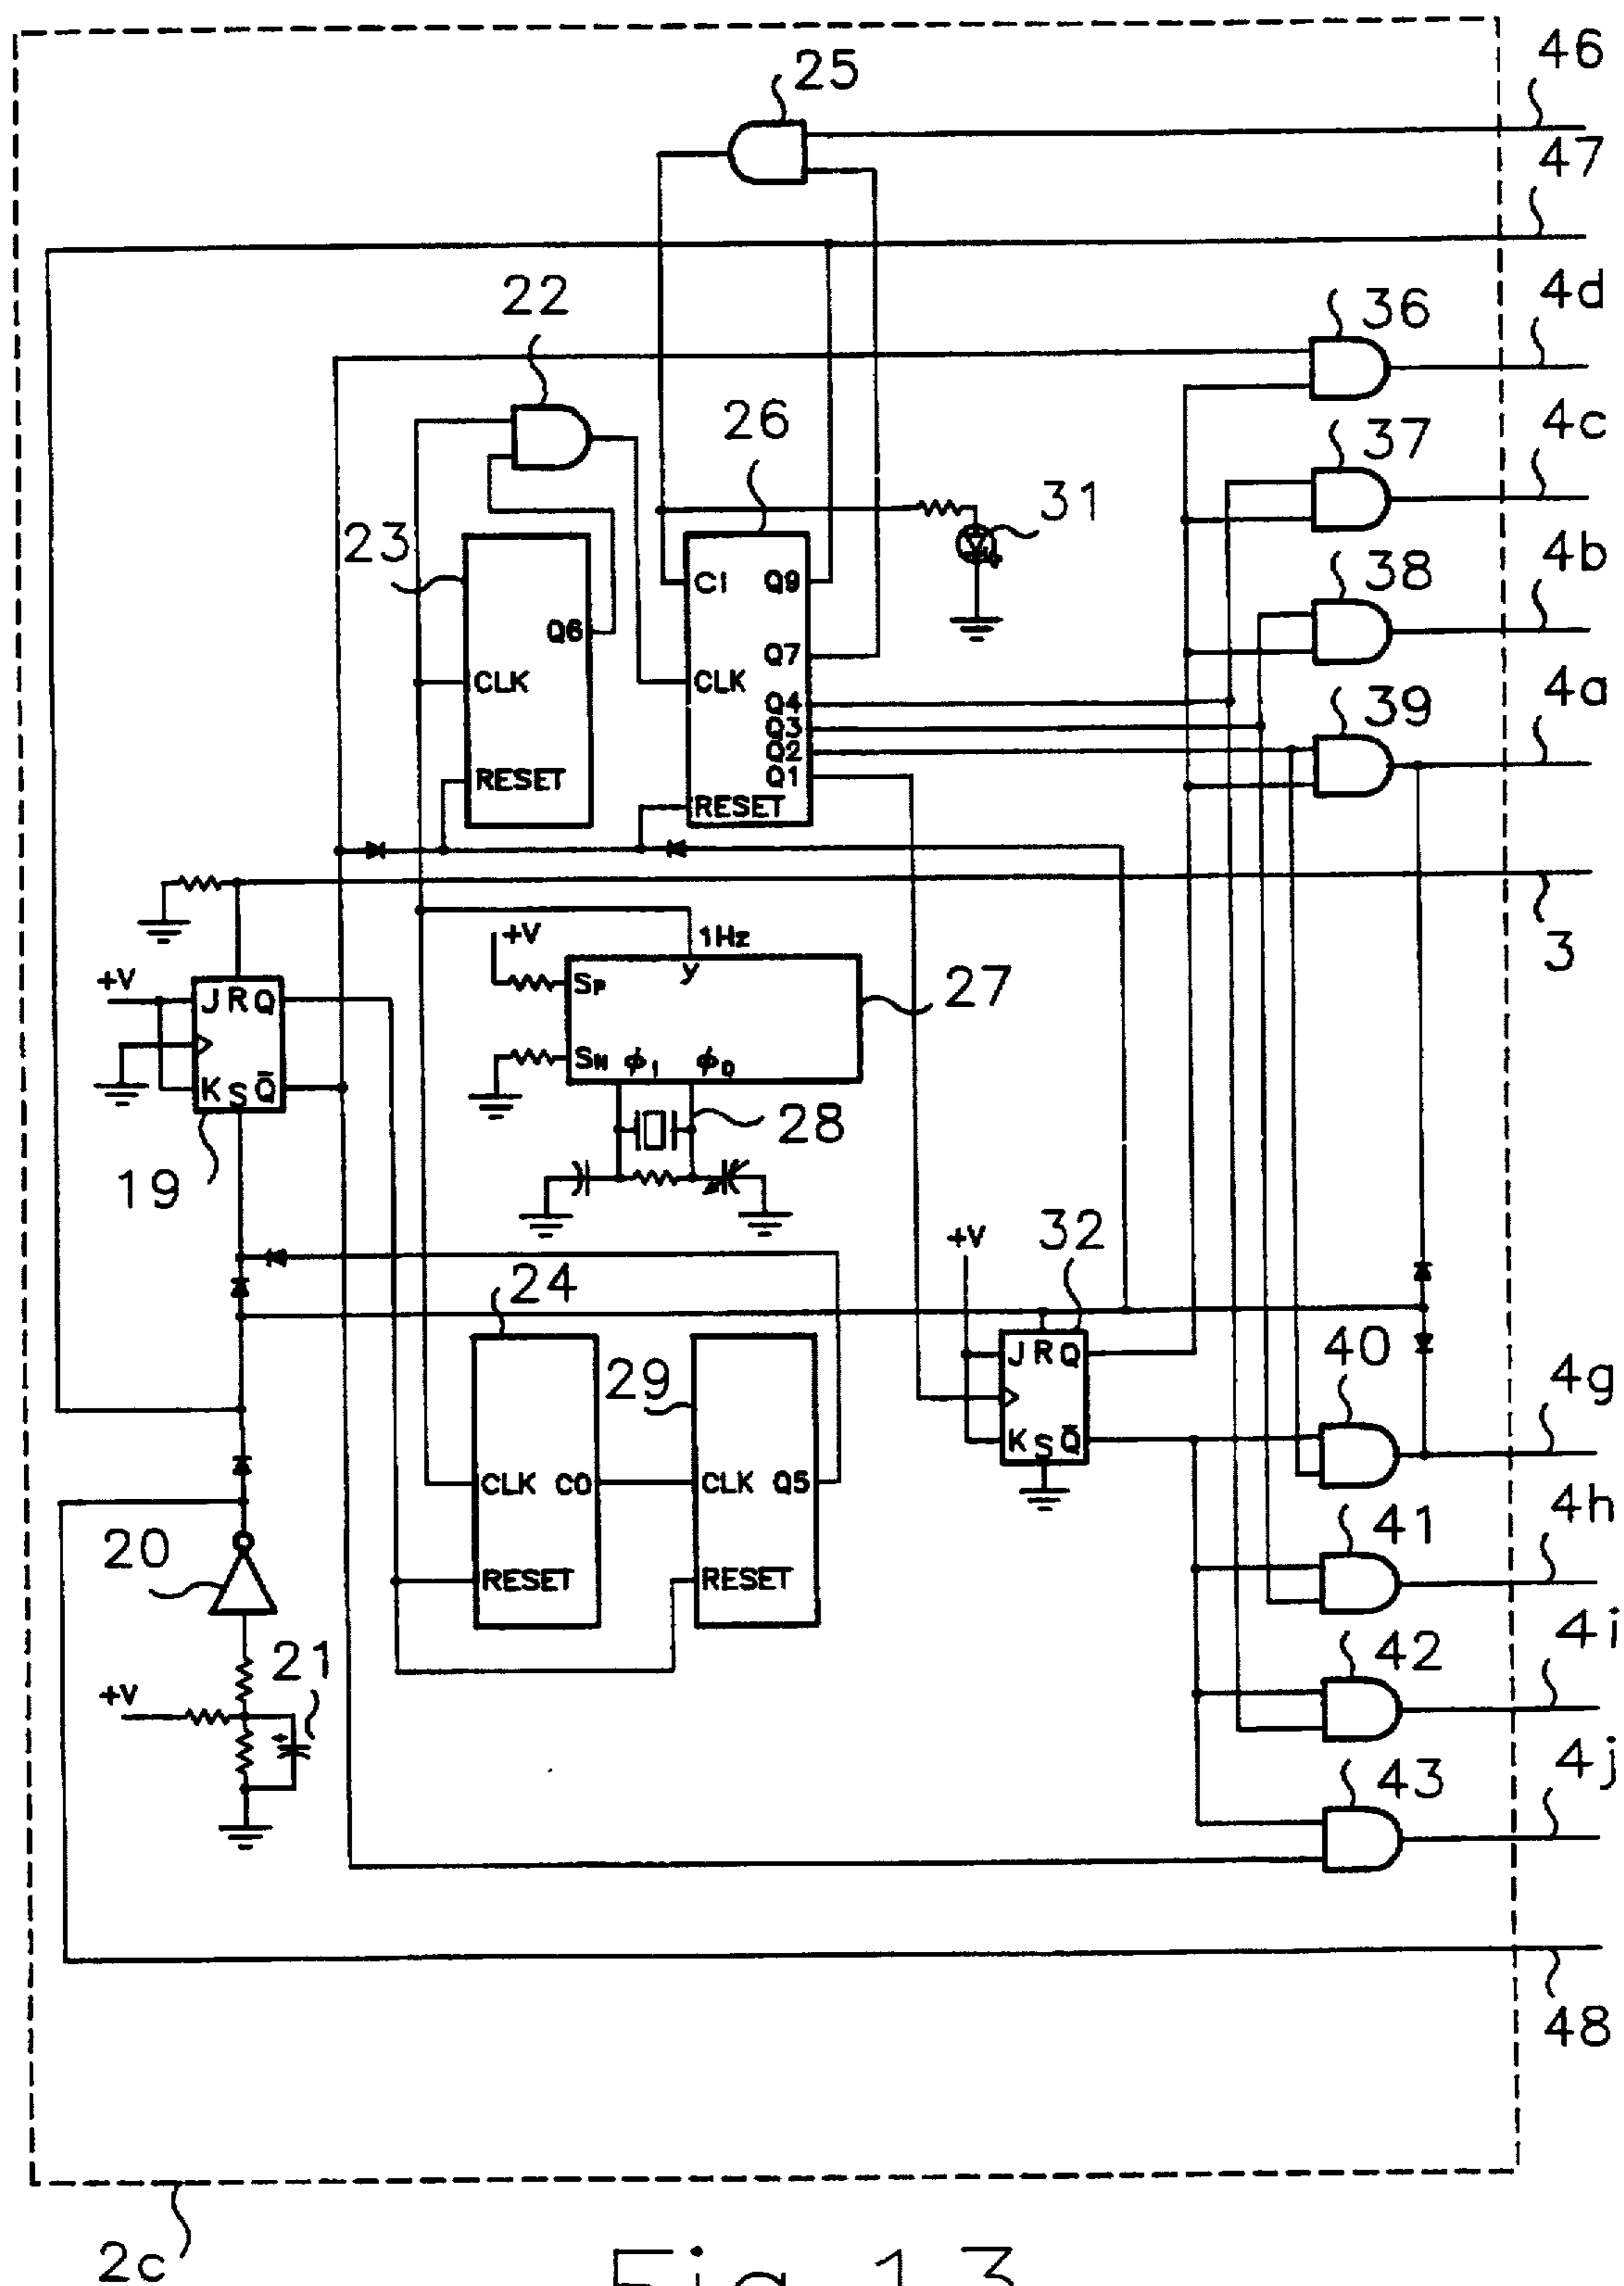 46
25
47
4d
22
36
4c
26
37
31
4b
23
38
CI Q9
Q6
4a
Q7
CLK
CLK
39
Q4
Q3
Q2
RESET
Q1
RESET
3
+V
1Hz
+V
y
27
SP
J R Q
SN ϕI ϕO
K S Q̄
28
19
32
+V
24
40
29
J R Q
4g
K S Q̄
CLK CO
CLK Q5
4h
41
20
RESET
RESET
4i
21
42
+V
+
4j
43
48
2c
Fig.13